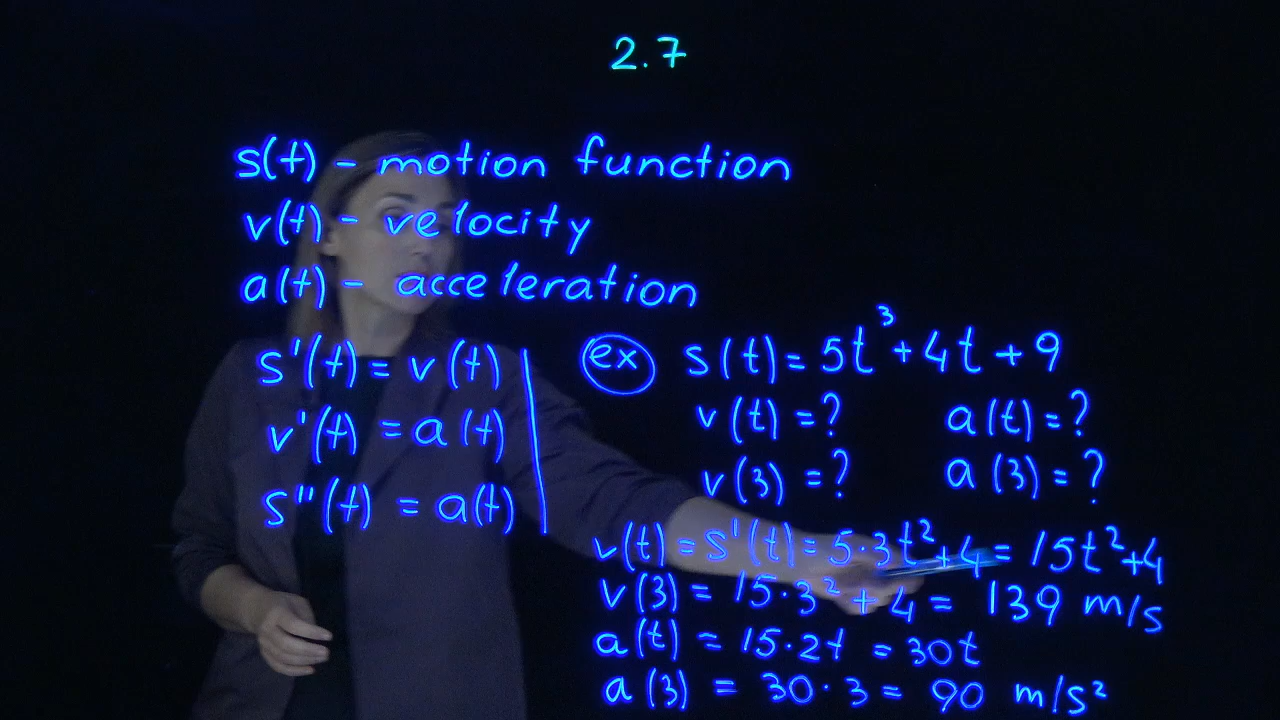 2.7
s(t) - motion function
v(t) - velocity
a(t) - acceleration
s'(t) = v(t)
v'(t) = a(t)
s''(t) = a(t)
ex s(t) = 5t³ + 4t + 9
v(t) = ? a(t) = ?
v(3) = ? a(3) = ?
v(t) = s'(t) = 5·3t² + 4 = 15t² + 4
v(3) = 15·3² + 4 = 139 m/s
a(t) = 15·2t = 30t
a(3) = 30·3 = 90 m/s²